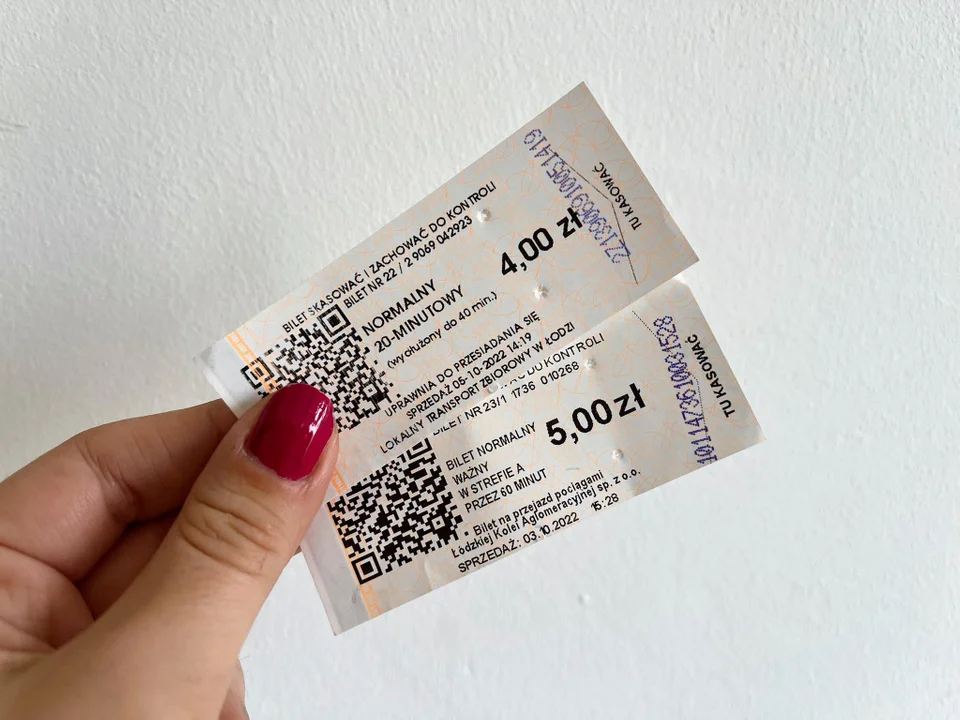 BILET SKASOWAĆ I ZACHOWAĆ DO KONTROLI
BILET NR 22 / 2 9069 042923
NORMALNY
20-MINUTOWY
4,00 zł
(wydłużony do 40 min.)
UPRAWNIA DO PRZESIADANIA SIĘ
SPRZEDAŻ 05-10-2022 14:19
LOKALNY TRANSPORT ZBIOROWY W ŁODZI
TU KASOWAĆ
DO KONTROLI
BILET NR 23/1 1736 010268
BILET NORMALNY
5,00 zł
WAŻNY
W STREFIE A
PRZEZ 60 MINUT
* Bilet na przejazd pociągami
Łódzkiej Kolei Aglomeracyjnej sp. z o.o.
SPRZEDAŻ: 03.10.2022 15:28
TU KASOWAĆ